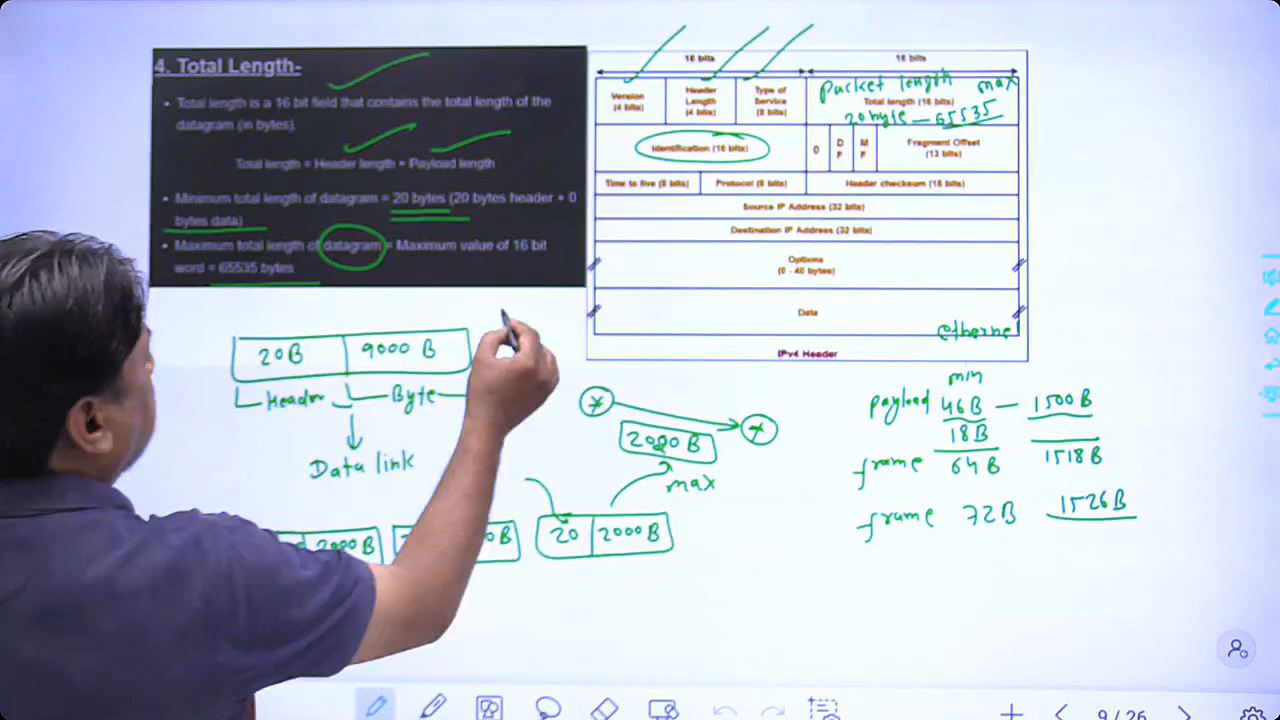 4. Total Length-
Total length is a 16 bit field that contains the total length of the
datagram (in bytes).
Total length = Header length + Payload length
Minimum total length of datagram = 20 bytes (20 bytes header + 0
bytes data)
Maximum total length of datagram = Maximum value of 16 bit
word = 65535 bytes
16 bits 16 bits
Version
(4 bits)
Header
Length
(4 bits)
Type of
Service
(8 bits)
Packet length max
Total length (16 bits)
20 byte - 65535
Identification (16 bits)
0
D
F
M
F
Fragment Offset
(13 bits)
Time to live (8 bits) Protocol (8 bits) Header checksum (16 bits)
Source IP Address (32 bits)
Destination IP Address (32 bits)
Options
(0 - 40 bytes)
Data
ethernet
IPv4 Header
20B 9000 B
Header Byte
Data link
2000 B
max
2000 B
0B
20 2000B
min
payload 46B - 1500B
18B
frame 64B 1518B
frame 72B 1526B
9 / 26